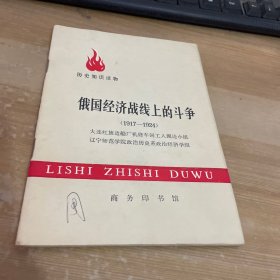 历史知识读物
俄国经济战线上的斗争
(1917—1924)
大连红旗造船厂机修车间工人理论小组
辽宁师范学院政治历史系政治经济学组
LISHI ZHISHI DUWU
商务印书馆